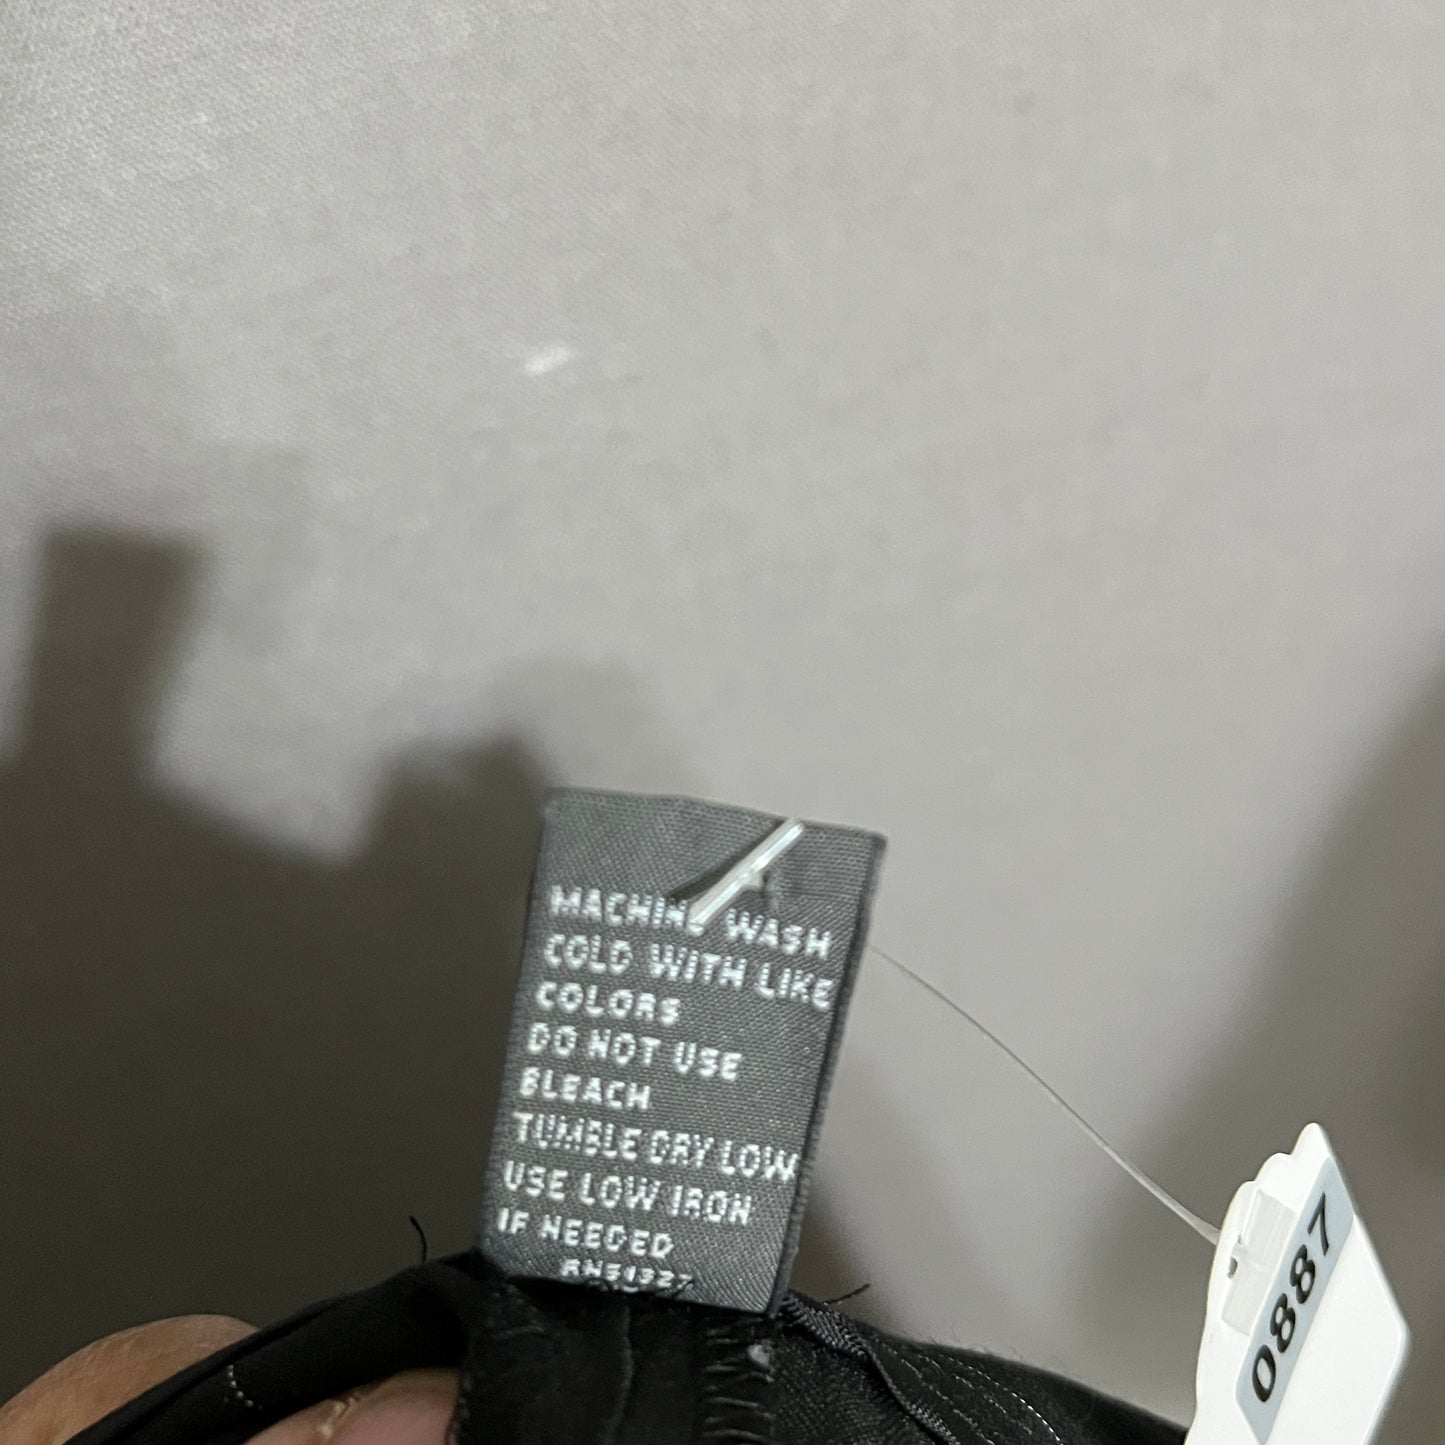 MACHINE WASH
COLD WITH LIKE
COLORS
DO NOT USE
BLEACH
TUMBLE DRY LOW
USE LOW IRON
IF NEEDED
RN51327
0887